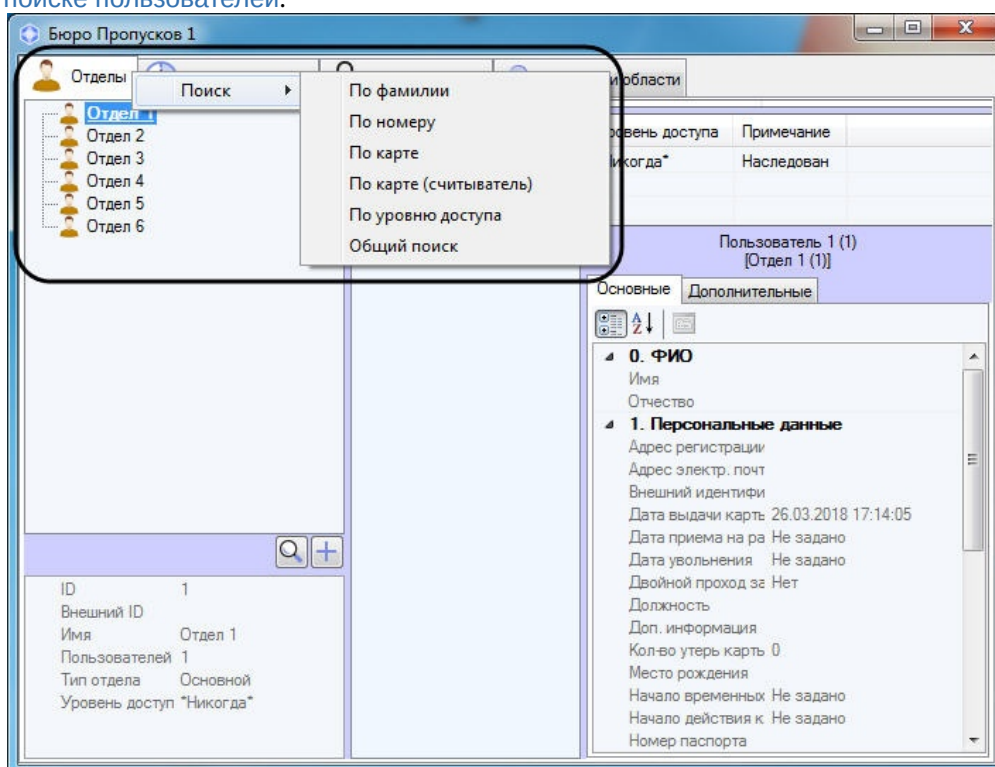 поиске пользователей.
Бюро Пропусков 1
Отделы
Поиск
По фамилии
По номеру
По карте
По карте (считыватель)
По уровню доступа
Общий поиск
и области
Отдел 1
Отдел 2
Отдел 3
Отдел 4
Отдел 5
Отдел 6
ровень доступа Примечание
икогда* Наследован
Пользователь 1 (1)
[Отдел 1 (1)]
Основные Дополнительные
0. ФИО
Имя
Отчество
1. Персональные данные
Адрес регистрации
Адрес электр. почт
Внешний идентифи
Дата выдачи карть 26.03.2018 17:14:05
Дата приема на ра Не задано
Дата увольнения Не задано
Двойной проход за Нет
Должность
Доп. информация
Кол-во утерь карть 0
Место рождения
Начало временных Не задано
Начало действия к Не задано
Номер паспорта
ID 1
Внешний ID
Имя Отдел 1
Пользователей 1
Тип отдела Основной
Уровень доступ *Никогда*